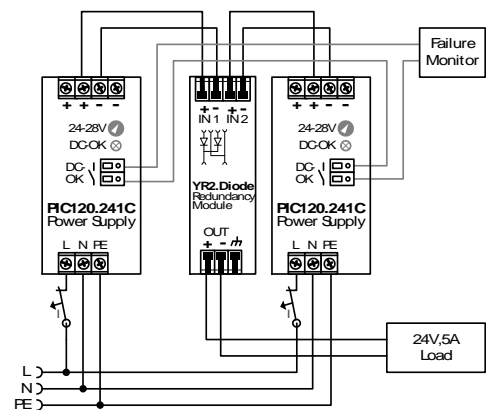 Failure
Monitor
+ + - -
24-28V
DC-OK
DC-
OK
PIC120.241C
Power Supply
L N PE
+ - + -
IN 1 IN 2
YR2.Diode
Redundancy
Module
OUT
+ -
+ + - -
24-28V
DC-OK
DC-
OK
PIC120.241C
Power Supply
L N PE
I
I
24V,5A
Load
L
N
PE